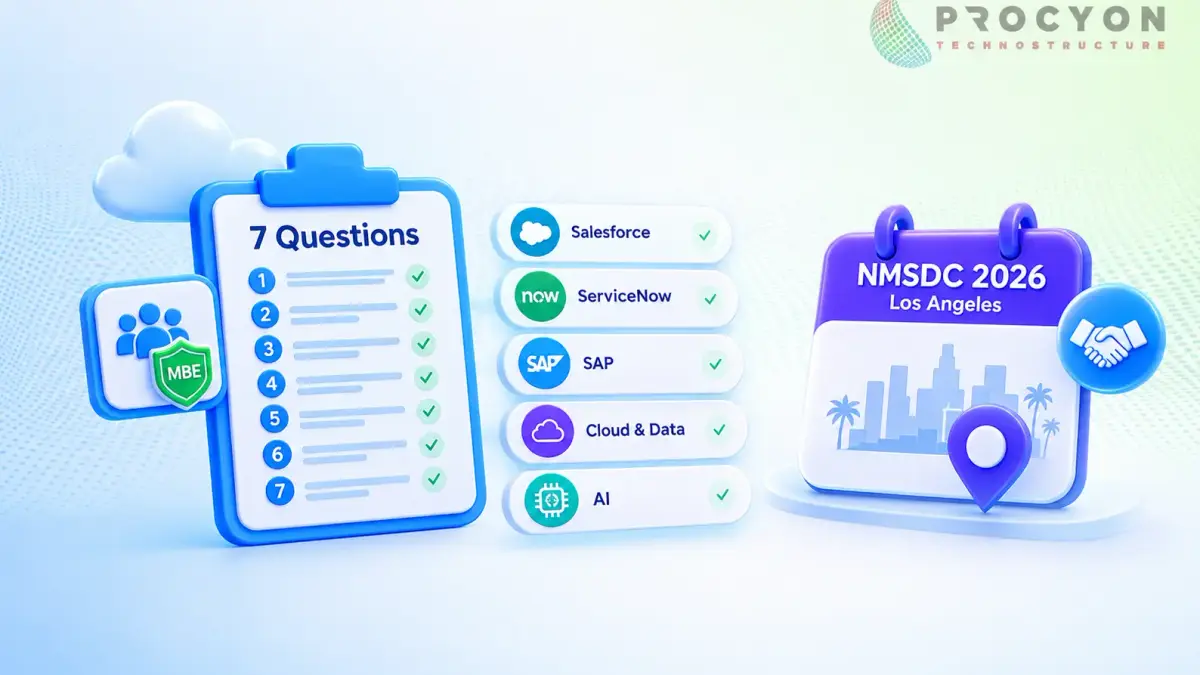 PROCYON
TECHNOSTRUCTURE
7 Questions
1
2
3
4
5
6
7
MBE
Salesforce
now
ServiceNow
SAP
SAP
Cloud & Data
AI
NMSDC 2026
Los Angeles